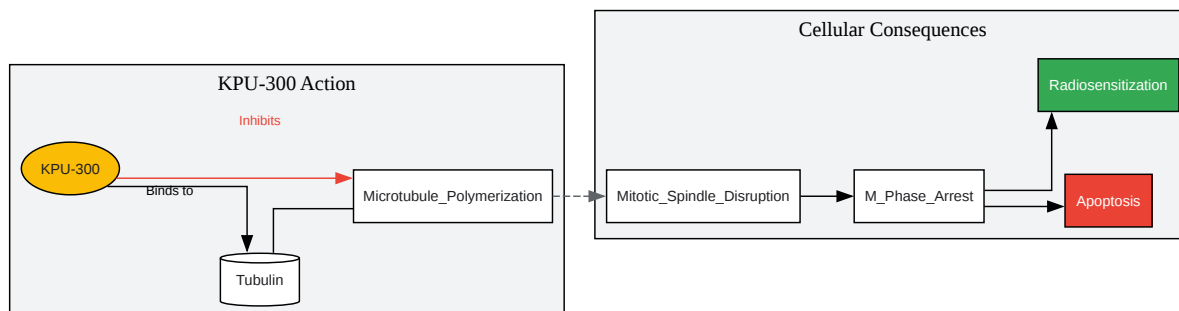 Cellular Consequences
KPU-300 Action
Radiosensitization
Inhibits
KPU-300
Binds to
Microtubule_Polymerization
Mitotic_Spindle_Disruption
M_Phase_Arrest
Apoptosis
Tubulin